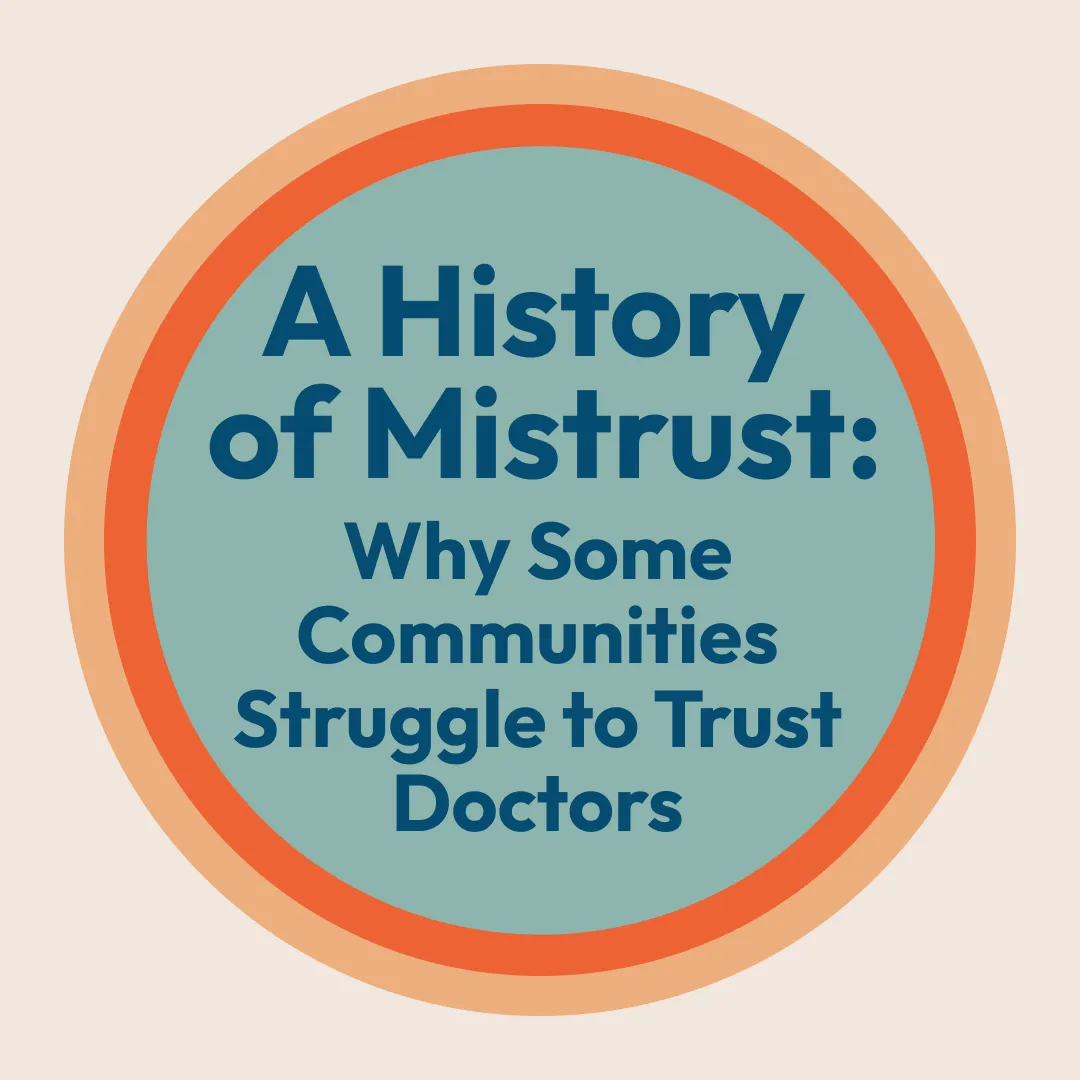 A History
of Mistrust:
Why Some
Communities
Struggle to Trust
Doctors